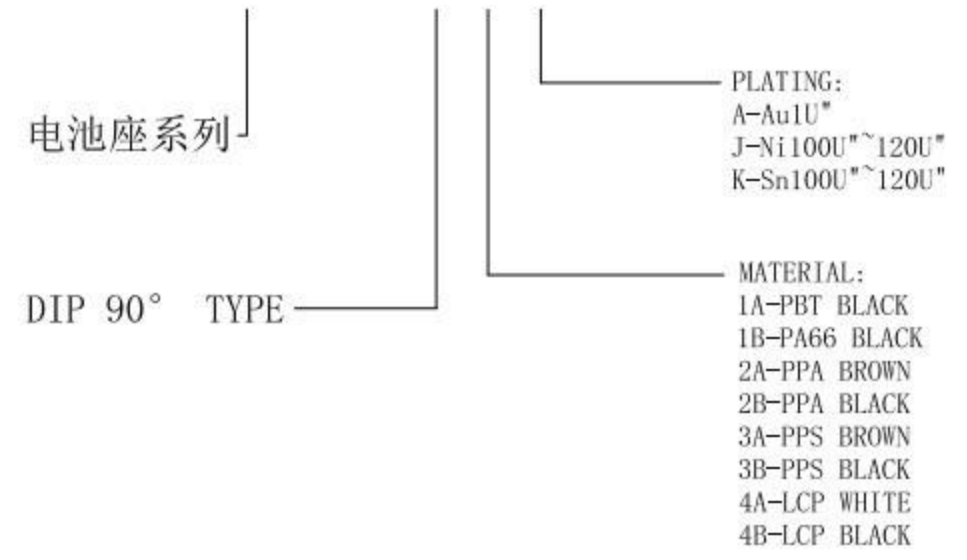 电池座系列
DIP 90° TYPE
PLATING:
A-Au1U"
J-Ni100U"~120U"
K-Sn100U"~120U"
MATERIAL:
1A-PBT BLACK
1B-PA66 BLACK
2A-PPA BROWN
2B-PPA BLACK
3A-PPS BROWN
3B-PPS BLACK
4A-LCP WHITE
4B-LCP BLACK